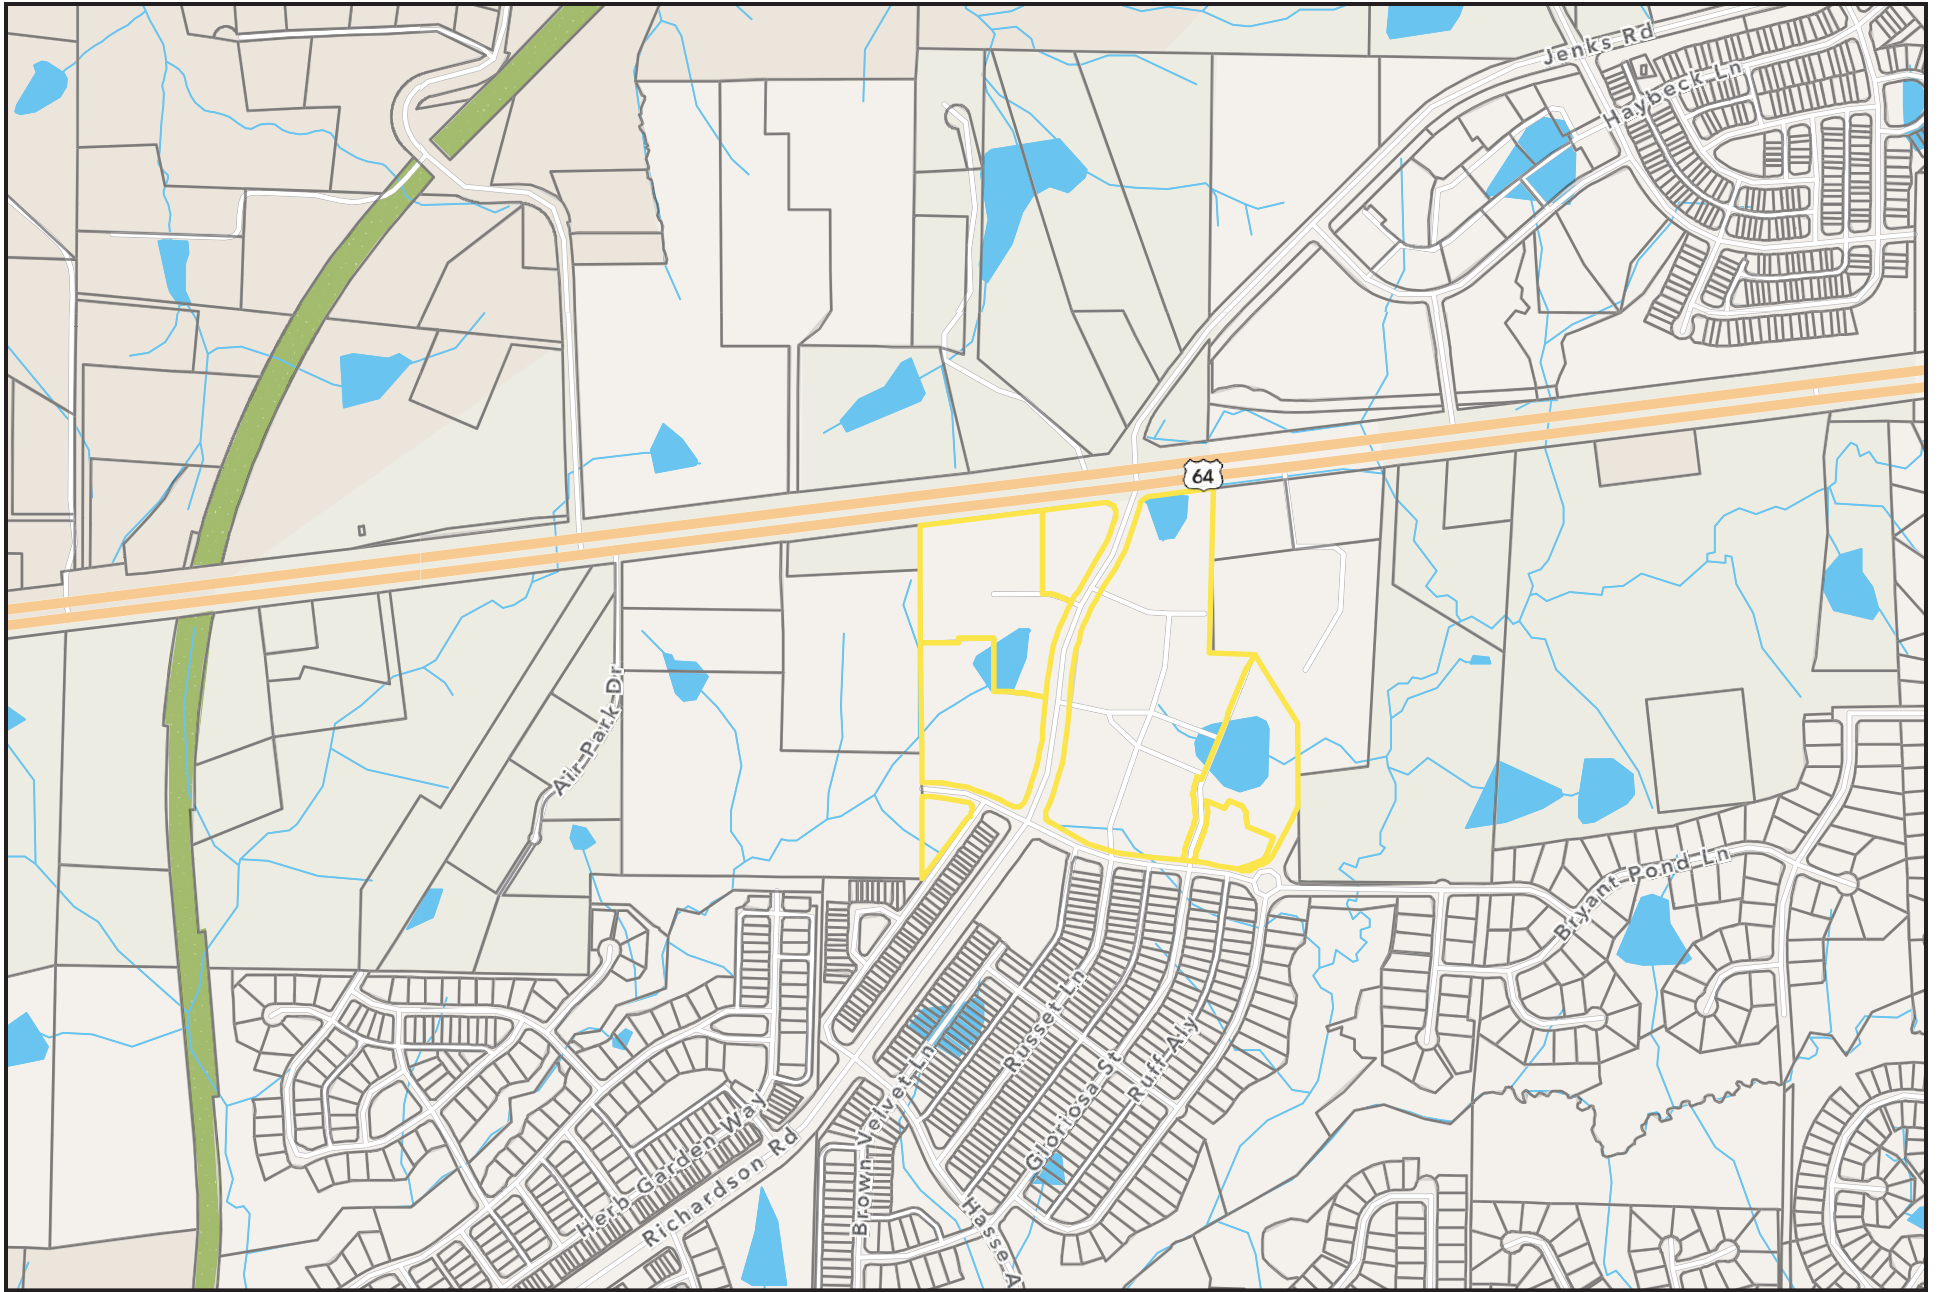 Jenks Rd
Haybeck Ln
64
Air Park Dr
Bryant Pond Ln
Russet Ln
Gloriosa St
Ruff Aly
Brown Velvet Ln
Herb Garden Way
Richardson Rd
Hasse A